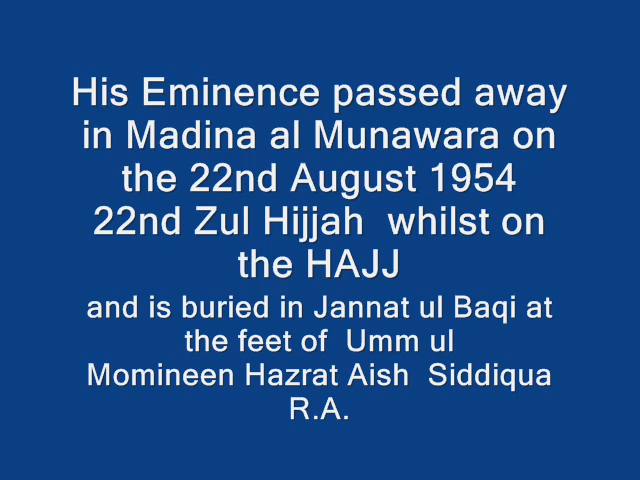 His Eminence passed away
in Madina al Munawara on
the 22nd August 1954
22nd Zul Hijjah whilst on
the HAJJ
and is buried in Jannat ul Baqi at
the feet of Umm ul
Momineen Hazrat Aish Siddiqua
R.A.